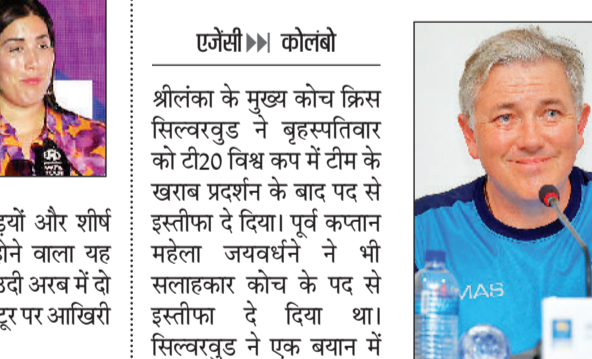 एजेंसी कोलंबो
श्रीलंका के मुख्य कोच क्रिस
सिल्वरवुड ने बृहस्पतिवार
को टी20 विश्व कप में टीम के
खराब प्रदर्शन के बाद पद से
इस्तीफा दे दिया। पूर्व कप्तान
महेला जयवर्धने ने भी
सलाहकार कोच के पद से
इस्तीफा दे दिया था।
सिल्वरवुड ने एक बयान में
और शीर्ष
होने वाला यह
अरब में दो
टूर पर आखिरी
MAS